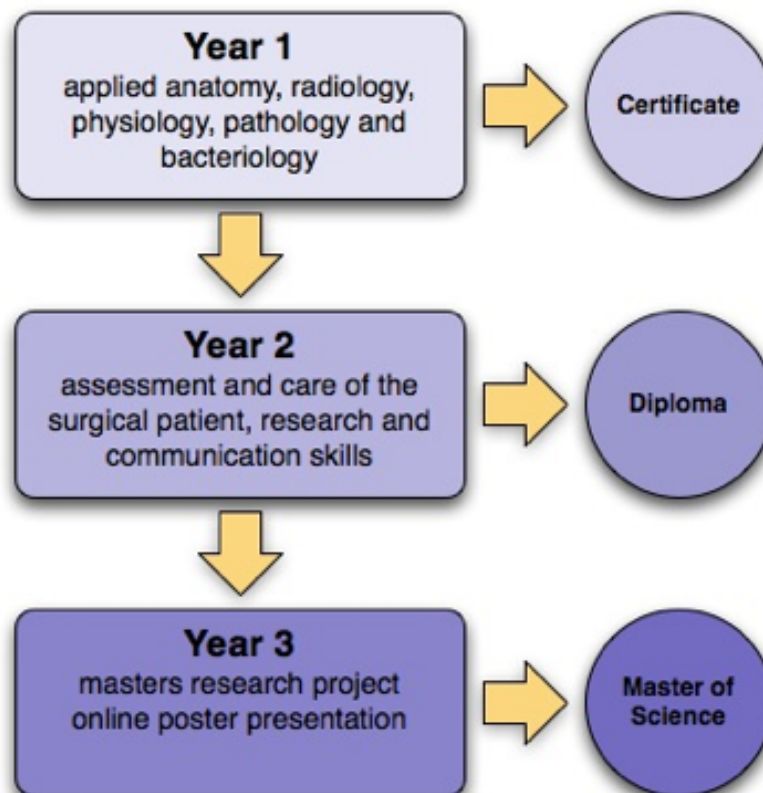 Year 1
applied anatomy, radiology,
physiology, pathology and
bacteriology
Certificate
Year 2
assessment and care of the
surgical patient, research and
communication skills
Diploma
Year 3
masters research project
online poster presentation
Master of
Science